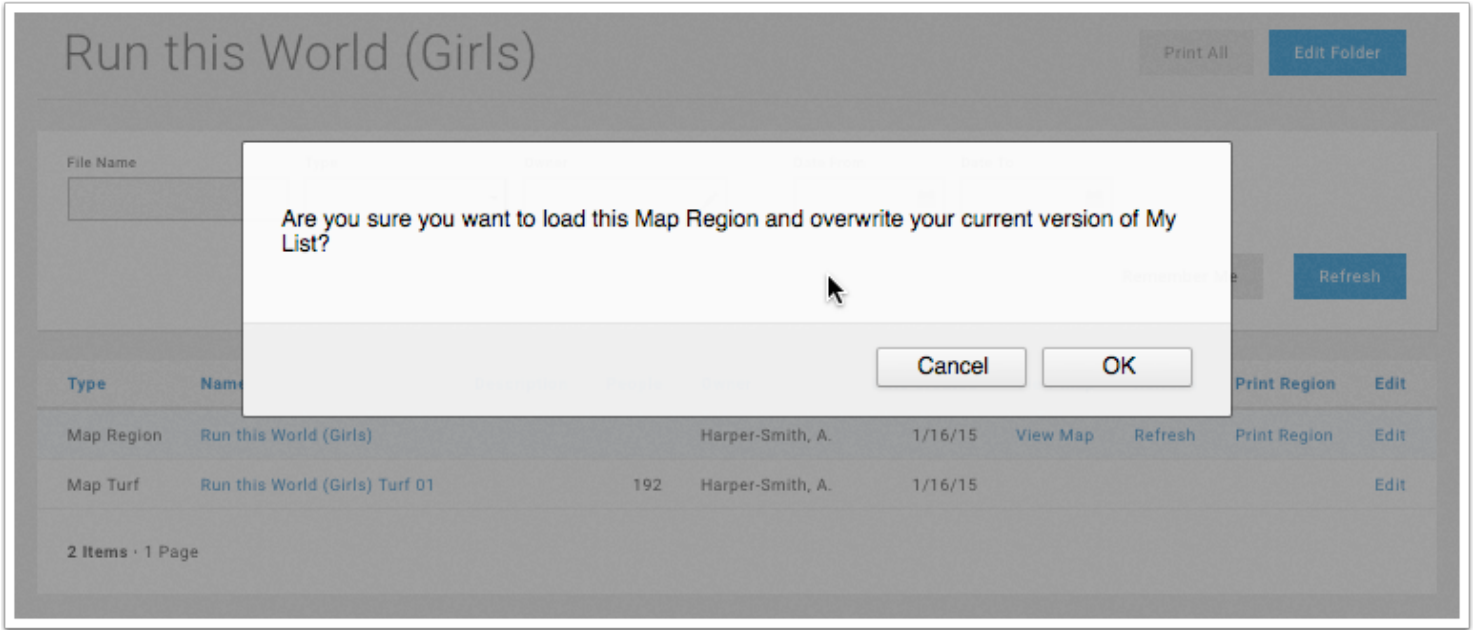 Run this World (Girls)
Print All
Edit Folder
File Name
Are you sure you want to load this Map Region and overwrite your current version of My
List?
Refresh
Cancel
OK
Type Name Print Region Edit
Map Region Run this World (Girls) Harper-Smith, A. 1/16/15 View Map Refresh Print Region Edit
Map Turf Run this World (Girls) Turf 01 192 Harper-Smith, A. 1/16/15 Edit
2 Items · 1 Page